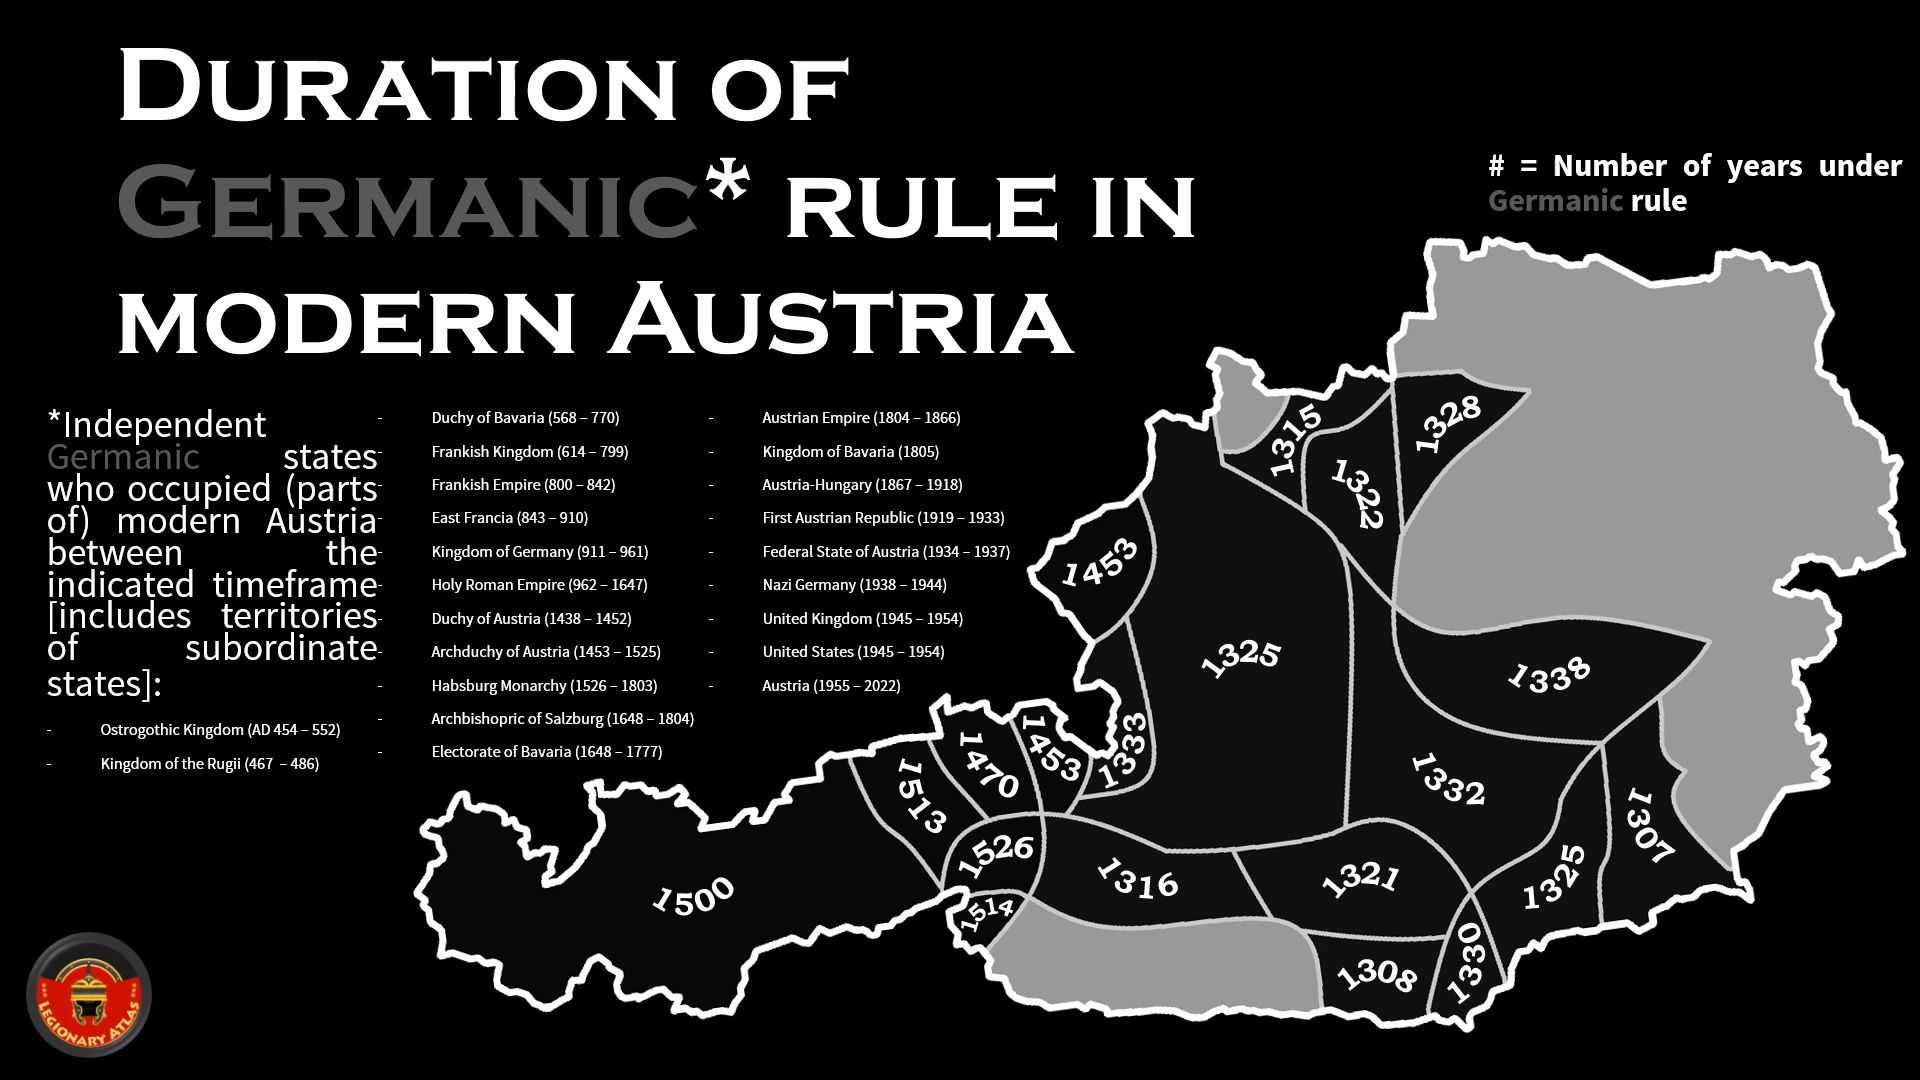 DURATION OF
GERMANIC* RULE IN
MODERN AUSTRIA
# = Number of years under
Germanic rule
*Independent
Germanic states
who occupied (parts
of) modern Austria
between the
indicated timeframe
[includes territories
of subordinate
states]:
- Ostrogothic Kingdom (AD 454 – 552)
- Kingdom of the Rugii (467 – 486)
- Duchy of Bavaria (568 – 770)
- Frankish Kingdom (614 – 799)
- Frankish Empire (800 – 842)
- East Francia (843 – 910)
- Kingdom of Germany (911 – 961)
- Holy Roman Empire (962 – 1647)
- Duchy of Austria (1438 – 1452)
- Archduchy of Austria (1453 – 1525)
- Habsburg Monarchy (1526 – 1803)
- Archbishopric of Salzburg (1648 – 1804)
- Electorate of Bavaria (1648 – 1777)
- Austrian Empire (1804 – 1866)
- Kingdom of Bavaria (1805)
- Austria-Hungary (1867 – 1918)
- First Austrian Republic (1919 – 1933)
- Federal State of Austria (1934 – 1937)
- Nazi Germany (1938 – 1944)
- United Kingdom (1945 – 1954)
- United States (1945 – 1954)
- Austria (1955 – 2022)
1315
1328
1322
1453
1325
1338
1333
1453
1470
1513
1332
1307
1526
1316
1321
1325
1500
1514
1308
1330
LEGIONARY ATLAS